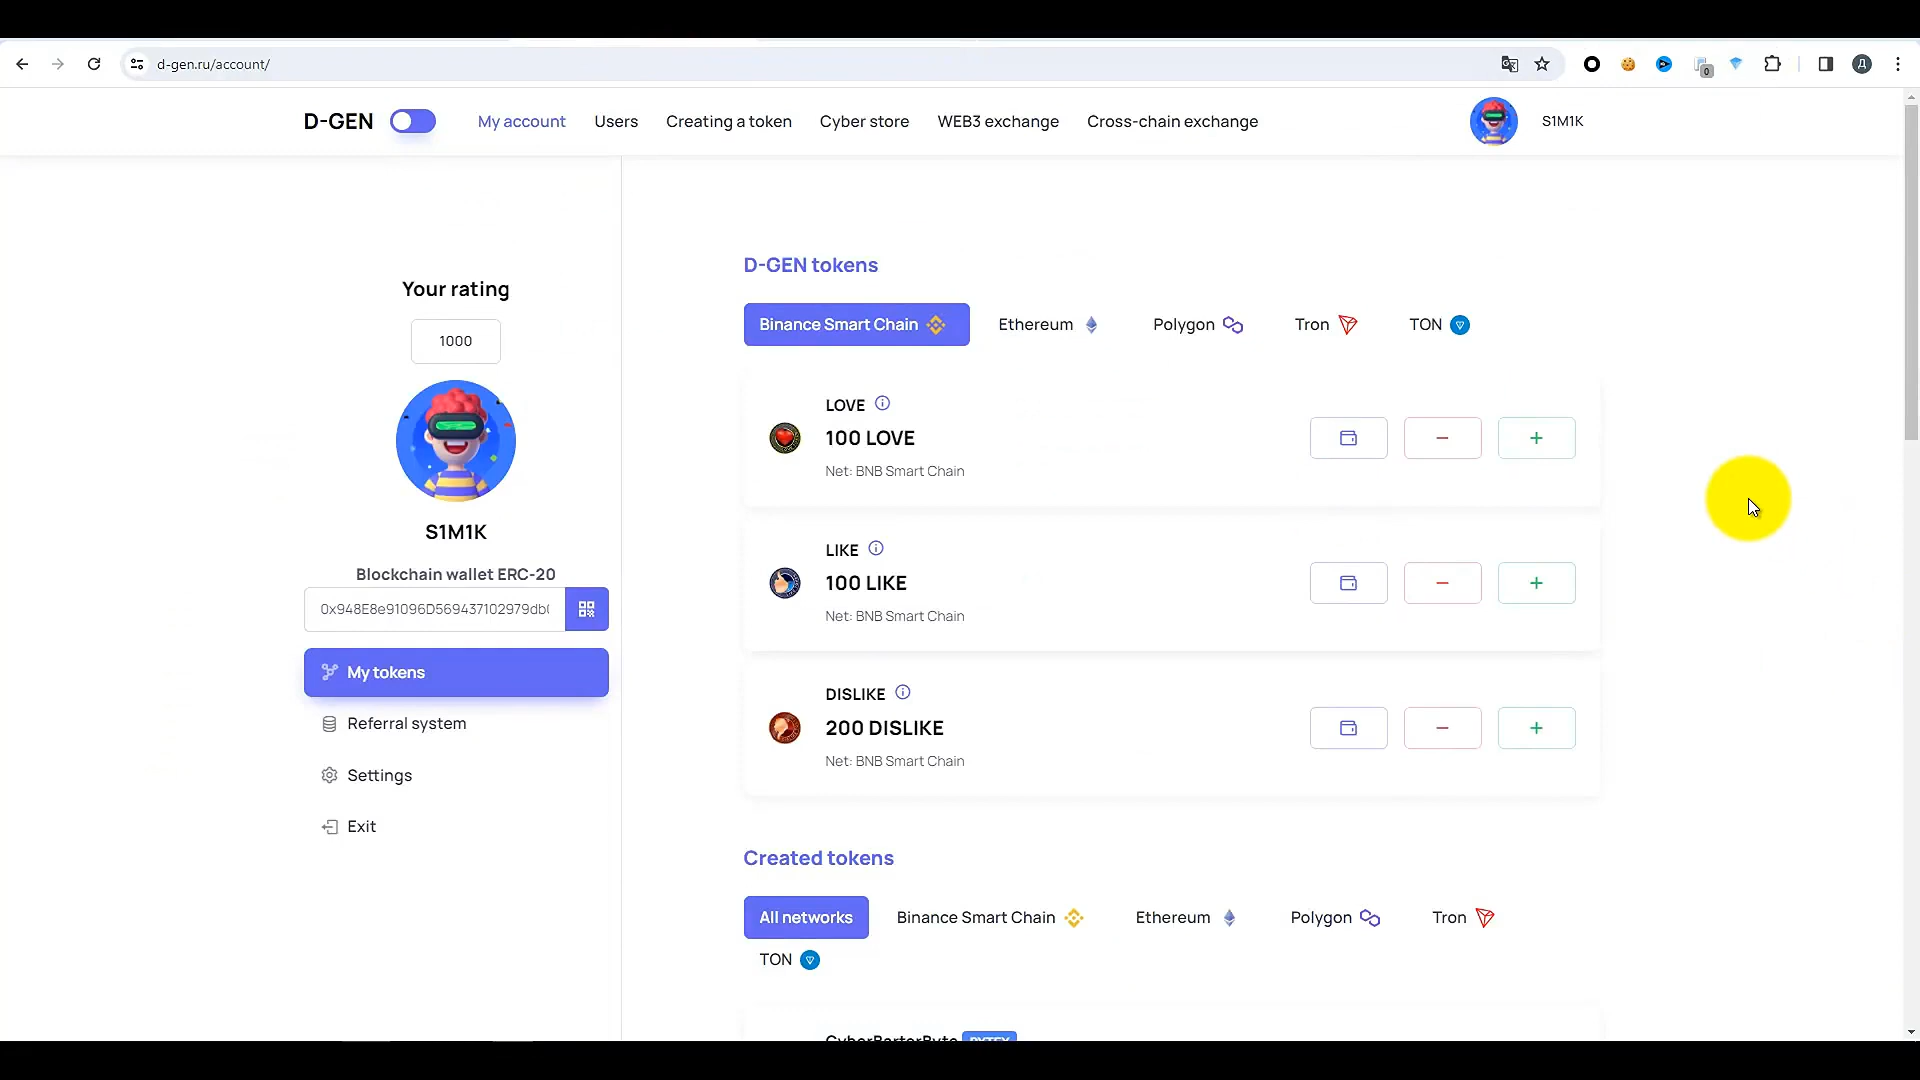 d-gen.ru/account/
0
Д
D-GEN
My account
Users
Creating a token
Cyber store
WEB3 exchange
Cross-chain exchange
S1M1K
Your rating
1000
S1M1K
Blockchain wallet ERC-20
0x948E8e91096D569437102979db
My tokens
Referral system
Settings
Exit
D-GEN tokens
Binance Smart Chain
Ethereum
Polygon
Tron
TON
LOVE
100 LOVE
Net: BNB Smart Chain
LIKE
100 LIKE
Net: BNB Smart Chain
DISLIKE
200 DISLIKE
Net: BNB Smart Chain
Created tokens
All networks
Binance Smart Chain
Ethereum
Polygon
Tron
TON
CyberBarterByte